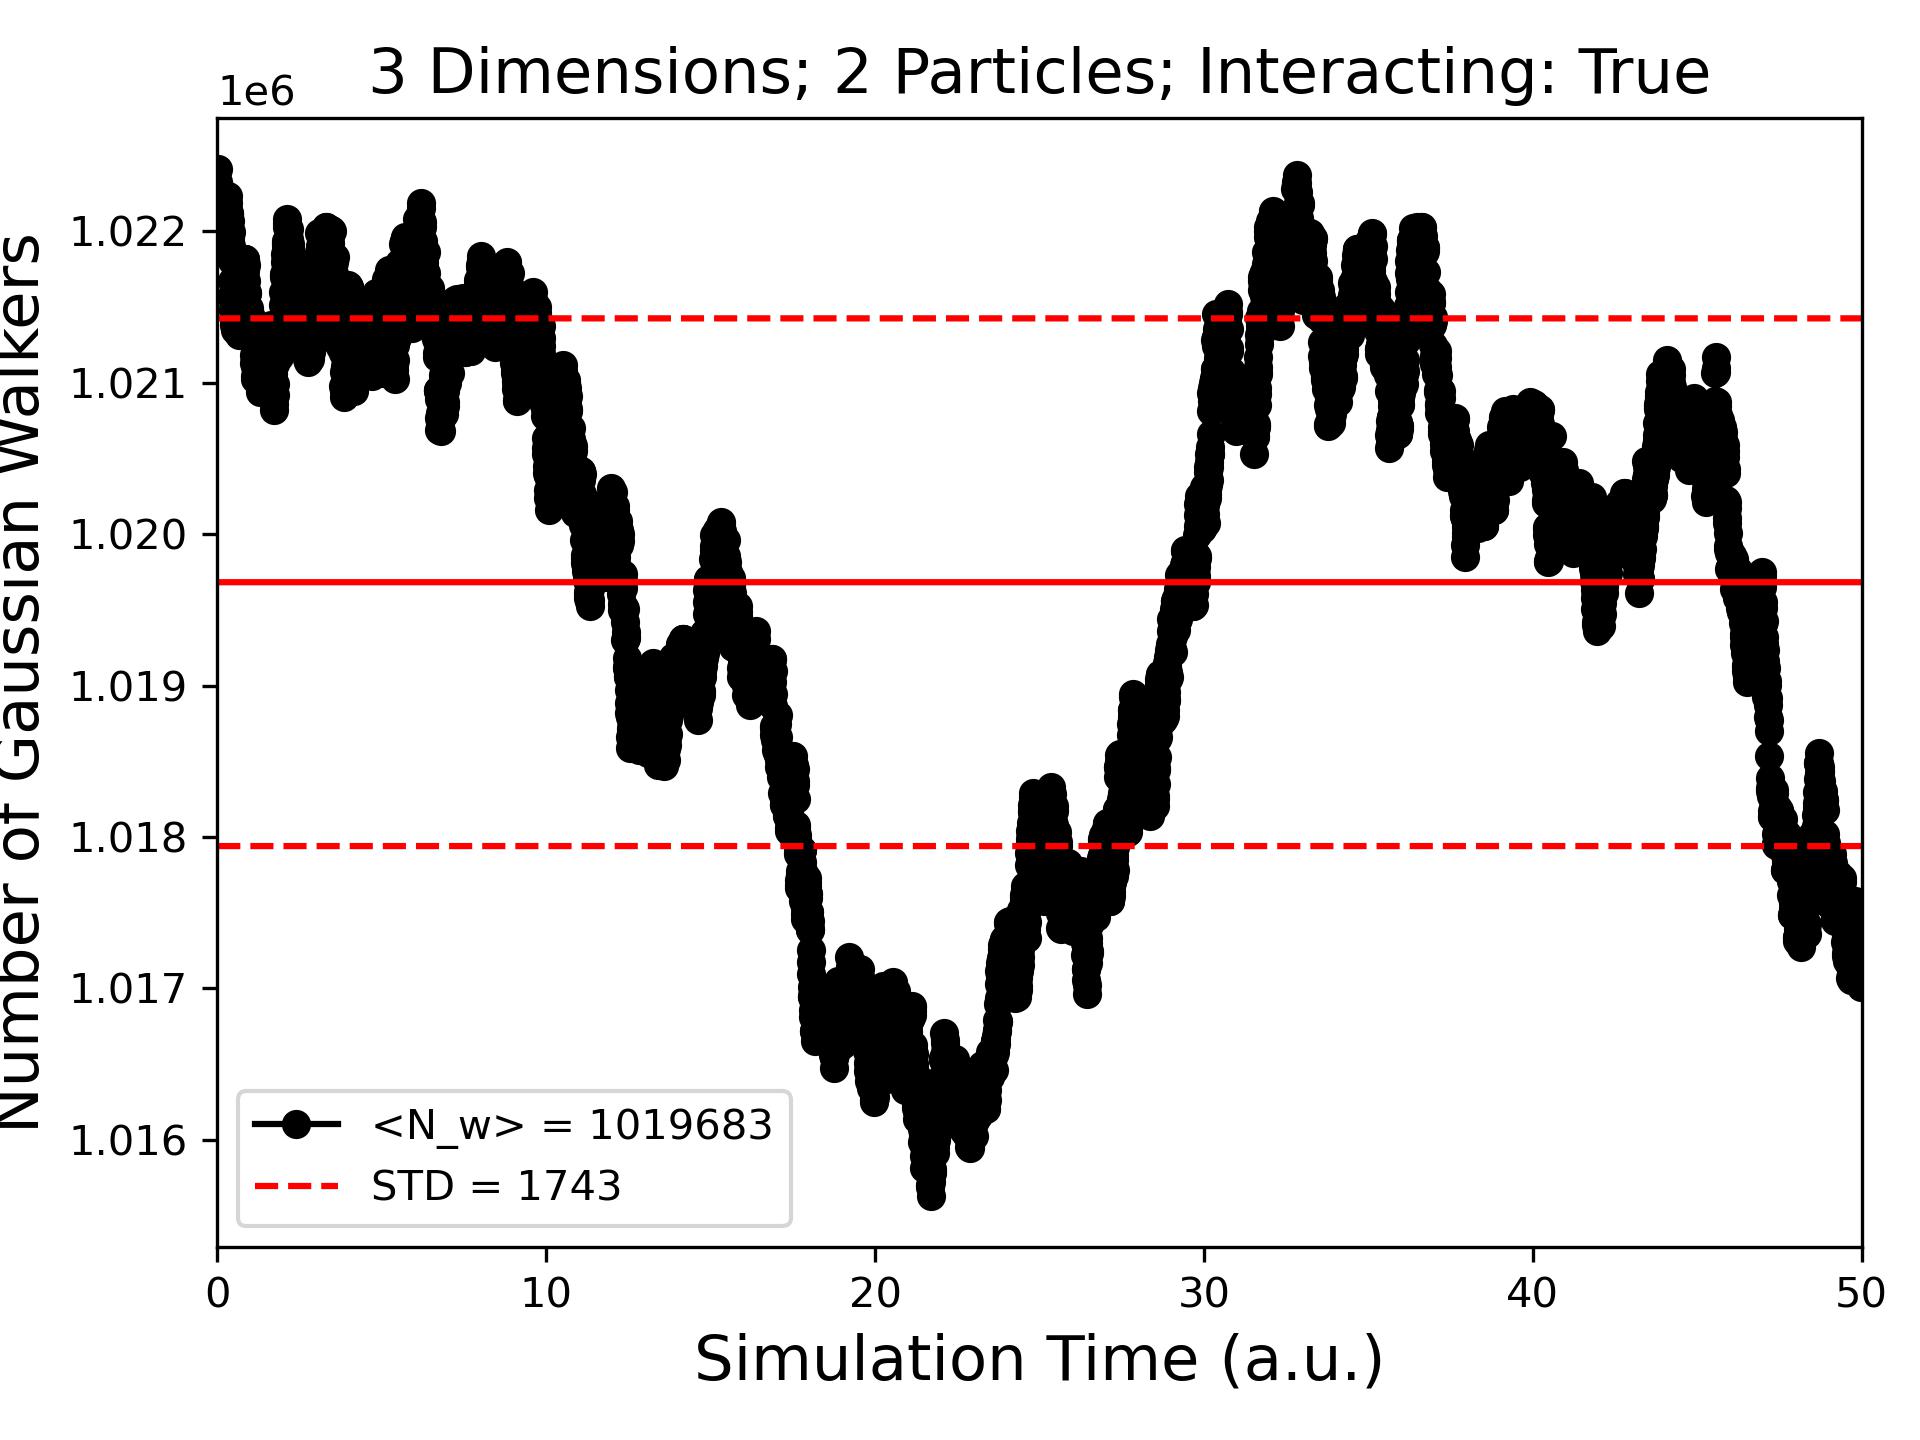 3 Dimensions; 2 Particles; Interacting: True
1e6
Number of Gaussian Walkers
1.022
1.021
1.020
1.019
1.018
1.017
1.016
<N_w> = 1019683
STD = 1743
0 10 20 30 40 50
Simulation Time (a.u.)